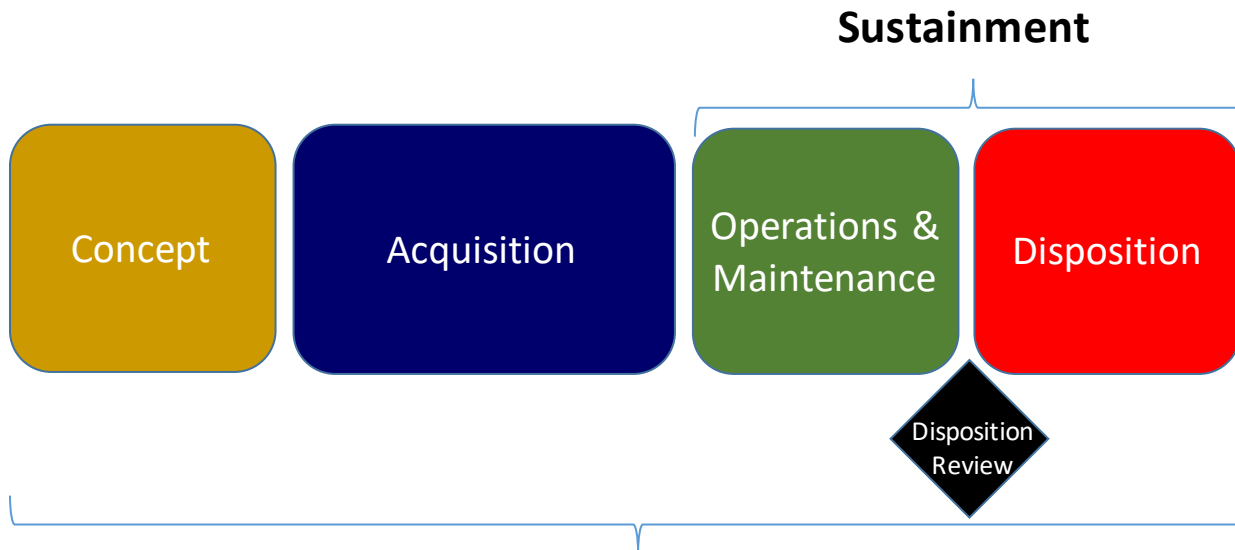 Sustainment
Concept
Acquisition
Operations &
Maintenance
Disposition
Disposition
Review